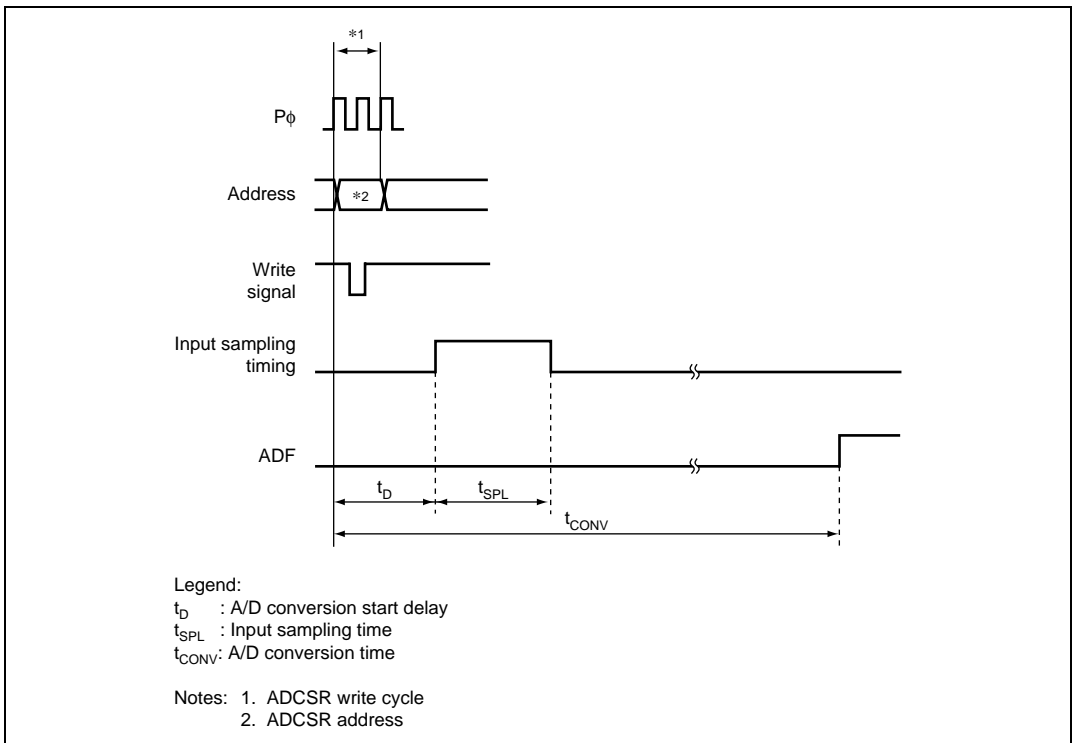 *1
Pφ
Address
*2
Write
signal
Input sampling
timing
ADF
tD
tSPL
tCONV
Legend:
tD : A/D conversion start delay
tSPL : Input sampling time
tCONV: A/D conversion time
Notes: 1. ADCSR write cycle
2. ADCSR address